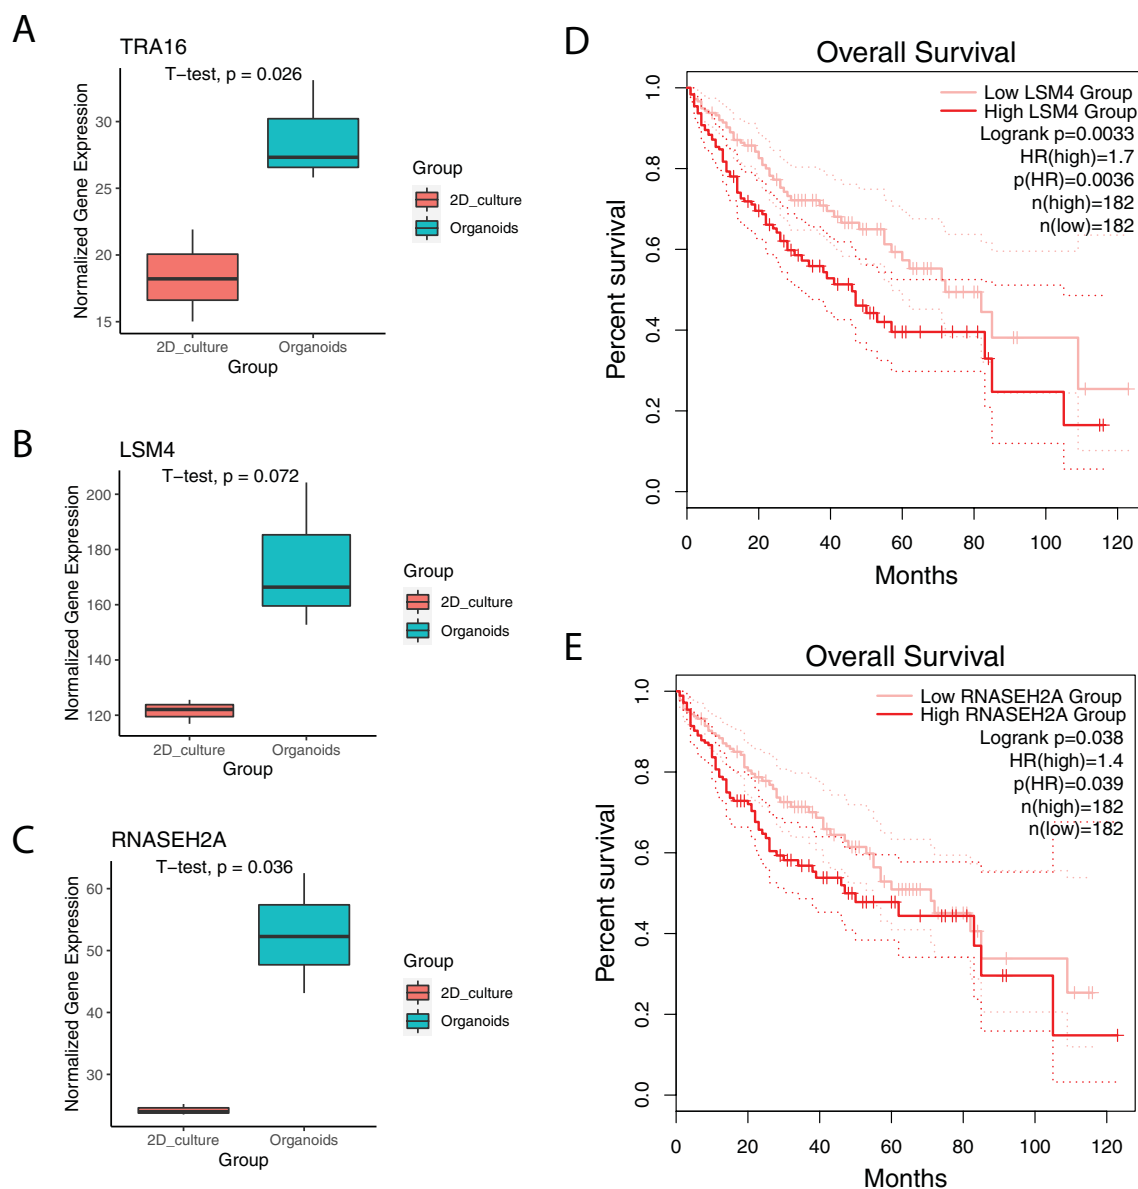 A
TRA16
T-test, p = 0.026
Normalized Gene Expression
30
25
20
15
2D_culture
Organoids
Group
Group
2D_culture
Organoids
B
LSM4
T-test, p = 0.072
Normalized Gene Expression
200
180
160
140
120
2D_culture
Organoids
Group
Group
2D_culture
Organoids
C
RNASEH2A
T-test, p = 0.036
Normalized Gene Expression
60
50
40
30
2D_culture
Organoids
Group
Group
2D_culture
Organoids
D
Overall Survival
Low LSM4 Group
High LSM4 Group
Logrank p=0.0033
HR(high)=1.7
p(HR)=0.0036
n(high)=182
n(low)=182
Percent survival
1.0
0.8
0.6
0.4
0.2
0.0
0
20
40
60
80
100
120
Months
E
Overall Survival
Low RNASEH2A Group
High RNASEH2A Group
Logrank p=0.038
HR(high)=1.4
p(HR)=0.039
n(high)=182
n(low)=182
Percent survival
1.0
0.8
0.6
0.4
0.2
0.0
0
20
40
60
80
100
120
Months